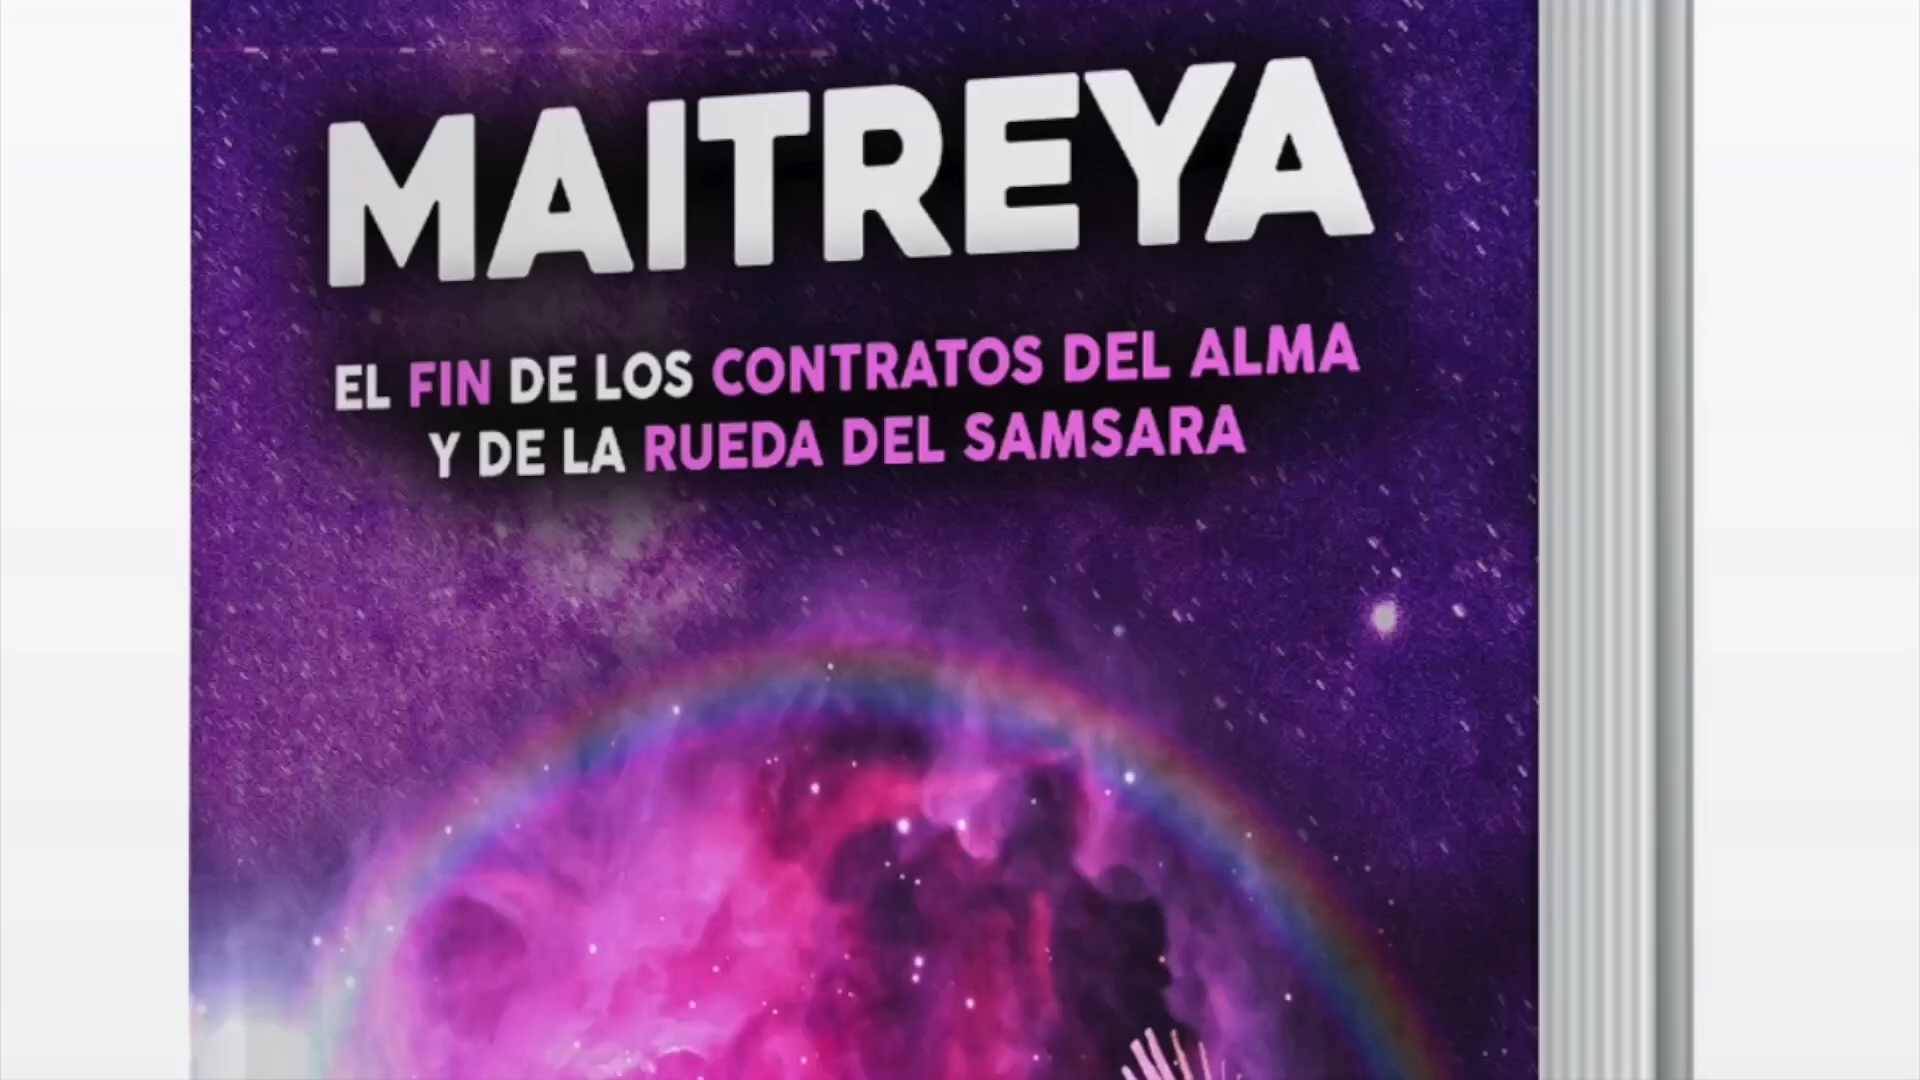 MAITREYA
EL FIN DE LOS CONTRATOS DEL ALMA
Y DE LA RUEDA DEL SAMSARA